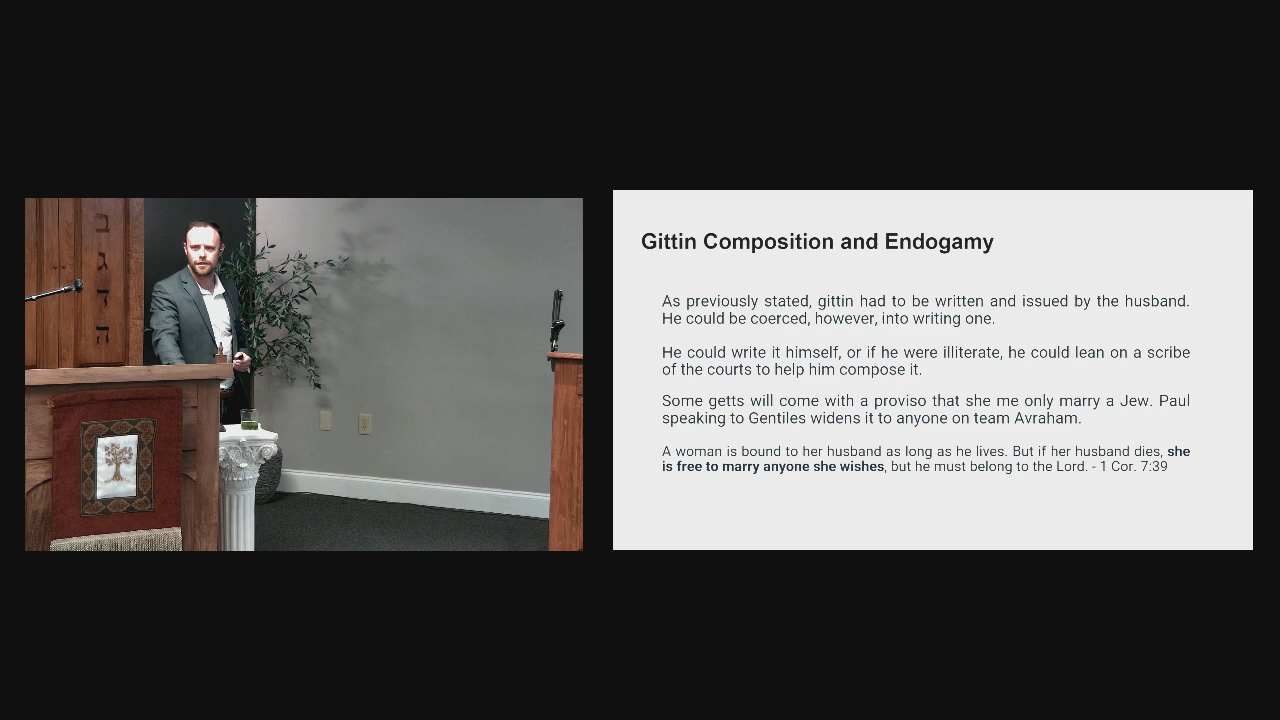 ב
ג
ד
ה
Gittin Composition and Endogamy
As previously stated, gittin had to be written and issued by the husband.
He could be coerced, however, into writing one.
He could write it himself, or if he were illiterate, he could lean on a scribe
of the courts to help him compose it.
Some getts will come with a proviso that she me only marry a Jew. Paul
speaking to Gentiles widens it to anyone on team Avraham.
A woman is bound to her husband as long as he lives. But if her husband dies, she
is free to marry anyone she wishes, but he must belong to the Lord. - 1 Cor. 7:39